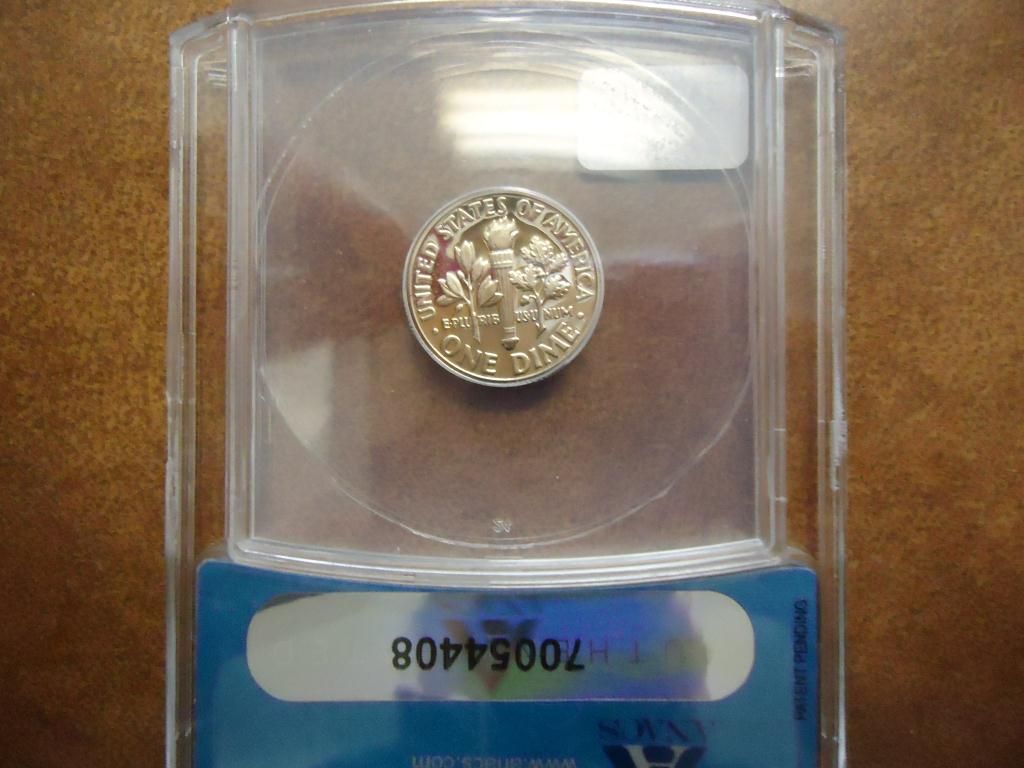 UNITED STATES OF AMERICA
E PLURIBUS UNUM
ONE DIME
70054408
PATENT PENDING
ANACS
www.anacs.com